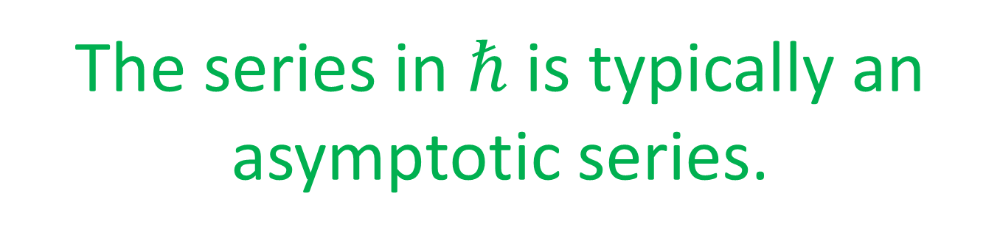 The series in ℏ is typically an
asymptotic series.